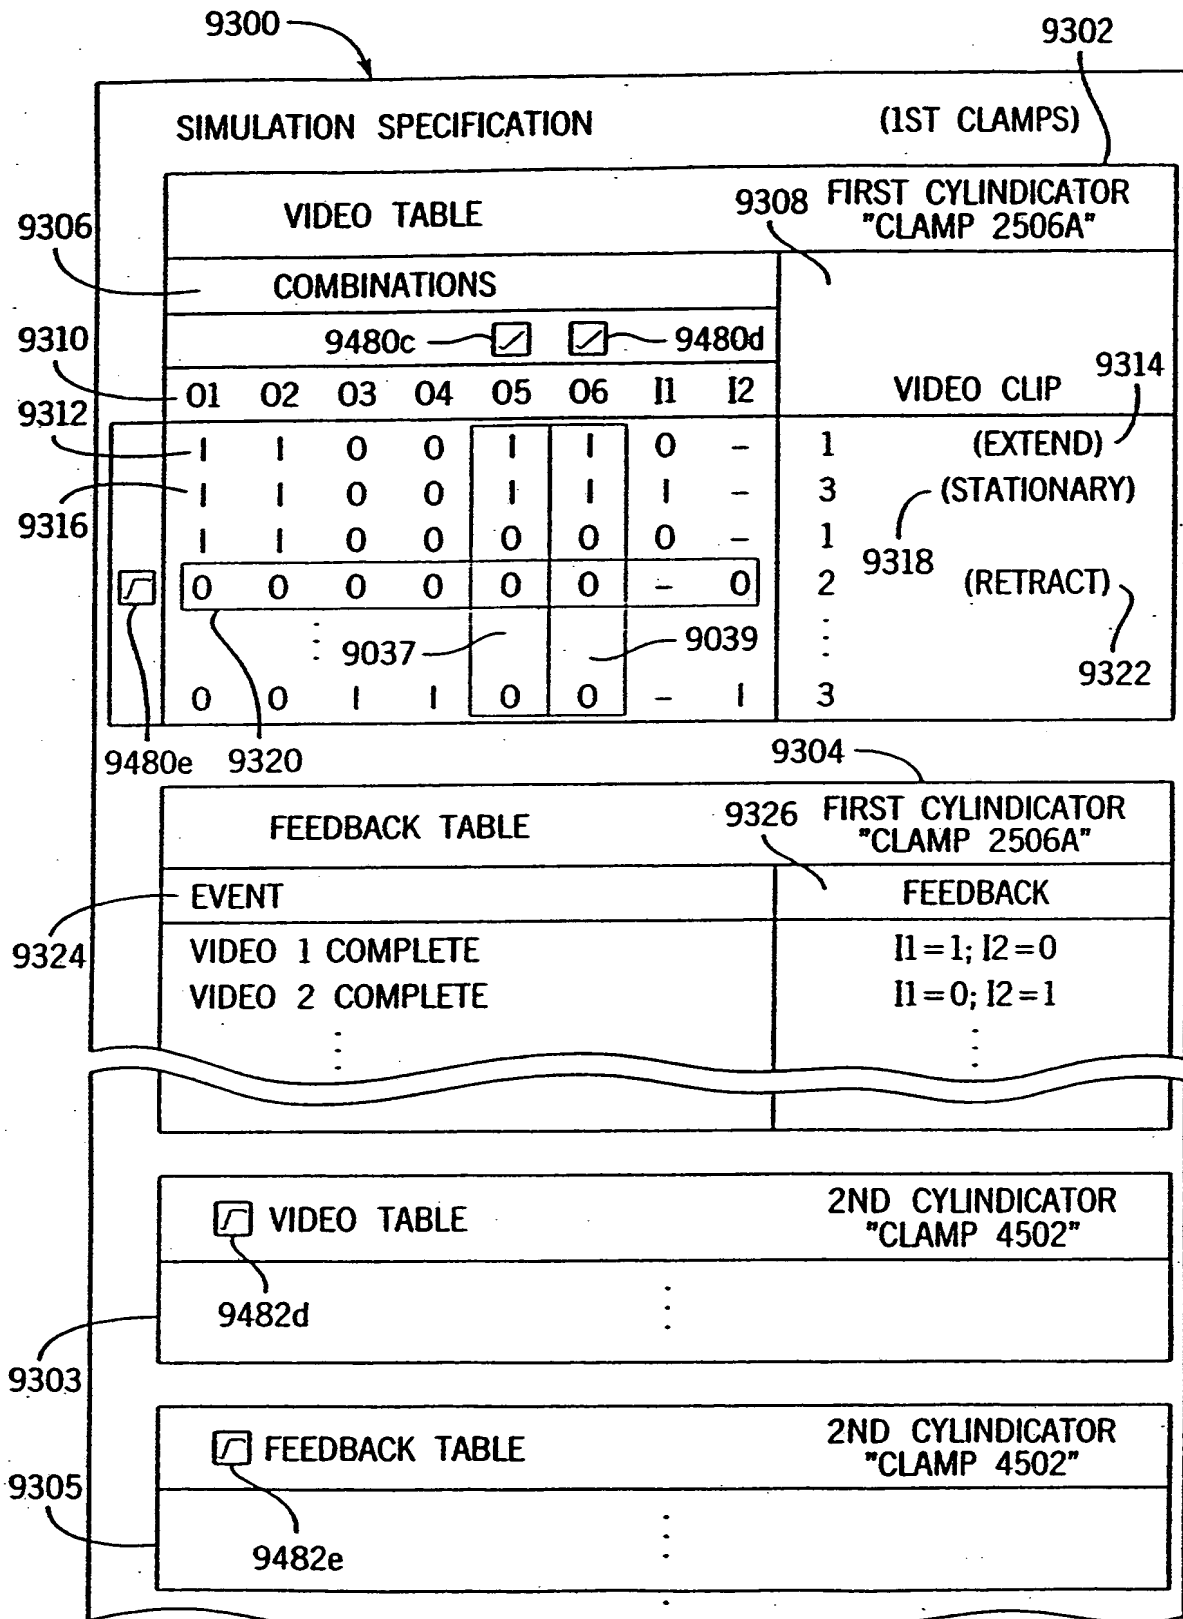 9300
9302
SIMULATION SPECIFICATION (1ST CLAMPS)
9306
VIDEO TABLE
9308
FIRST CYLINDICATOR
"CLAMP 2506A"
COMBINATIONS
9310
9480c
9480d
O1 O2 O3 O4 O5 O6 I1 I2
VIDEO CLIP
9314
9312
1 1 0 0 1 1 0 – 1 (EXTEND)
9316
1 1 0 0 1 1 1 – 3 (STATIONARY)
1 1 0 0 0 0 0 – 1
9318
0 0 0 0 0 0 – 0 2 (RETRACT)
9037
9039
9322
0 0 1 1 0 0 – 1 3
9480e
9320
9304
FEEDBACK TABLE
9326
FIRST CYLINDICATOR
"CLAMP 2506A"
9324
EVENT FEEDBACK
VIDEO 1 COMPLETE I1=1; I2=0
VIDEO 2 COMPLETE I1=0; I2=1
VIDEO TABLE
2ND CYLINDICATOR
"CLAMP 4502"
9482d
9303
FEEDBACK TABLE
2ND CYLINDICATOR
"CLAMP 4502"
9305
9482e